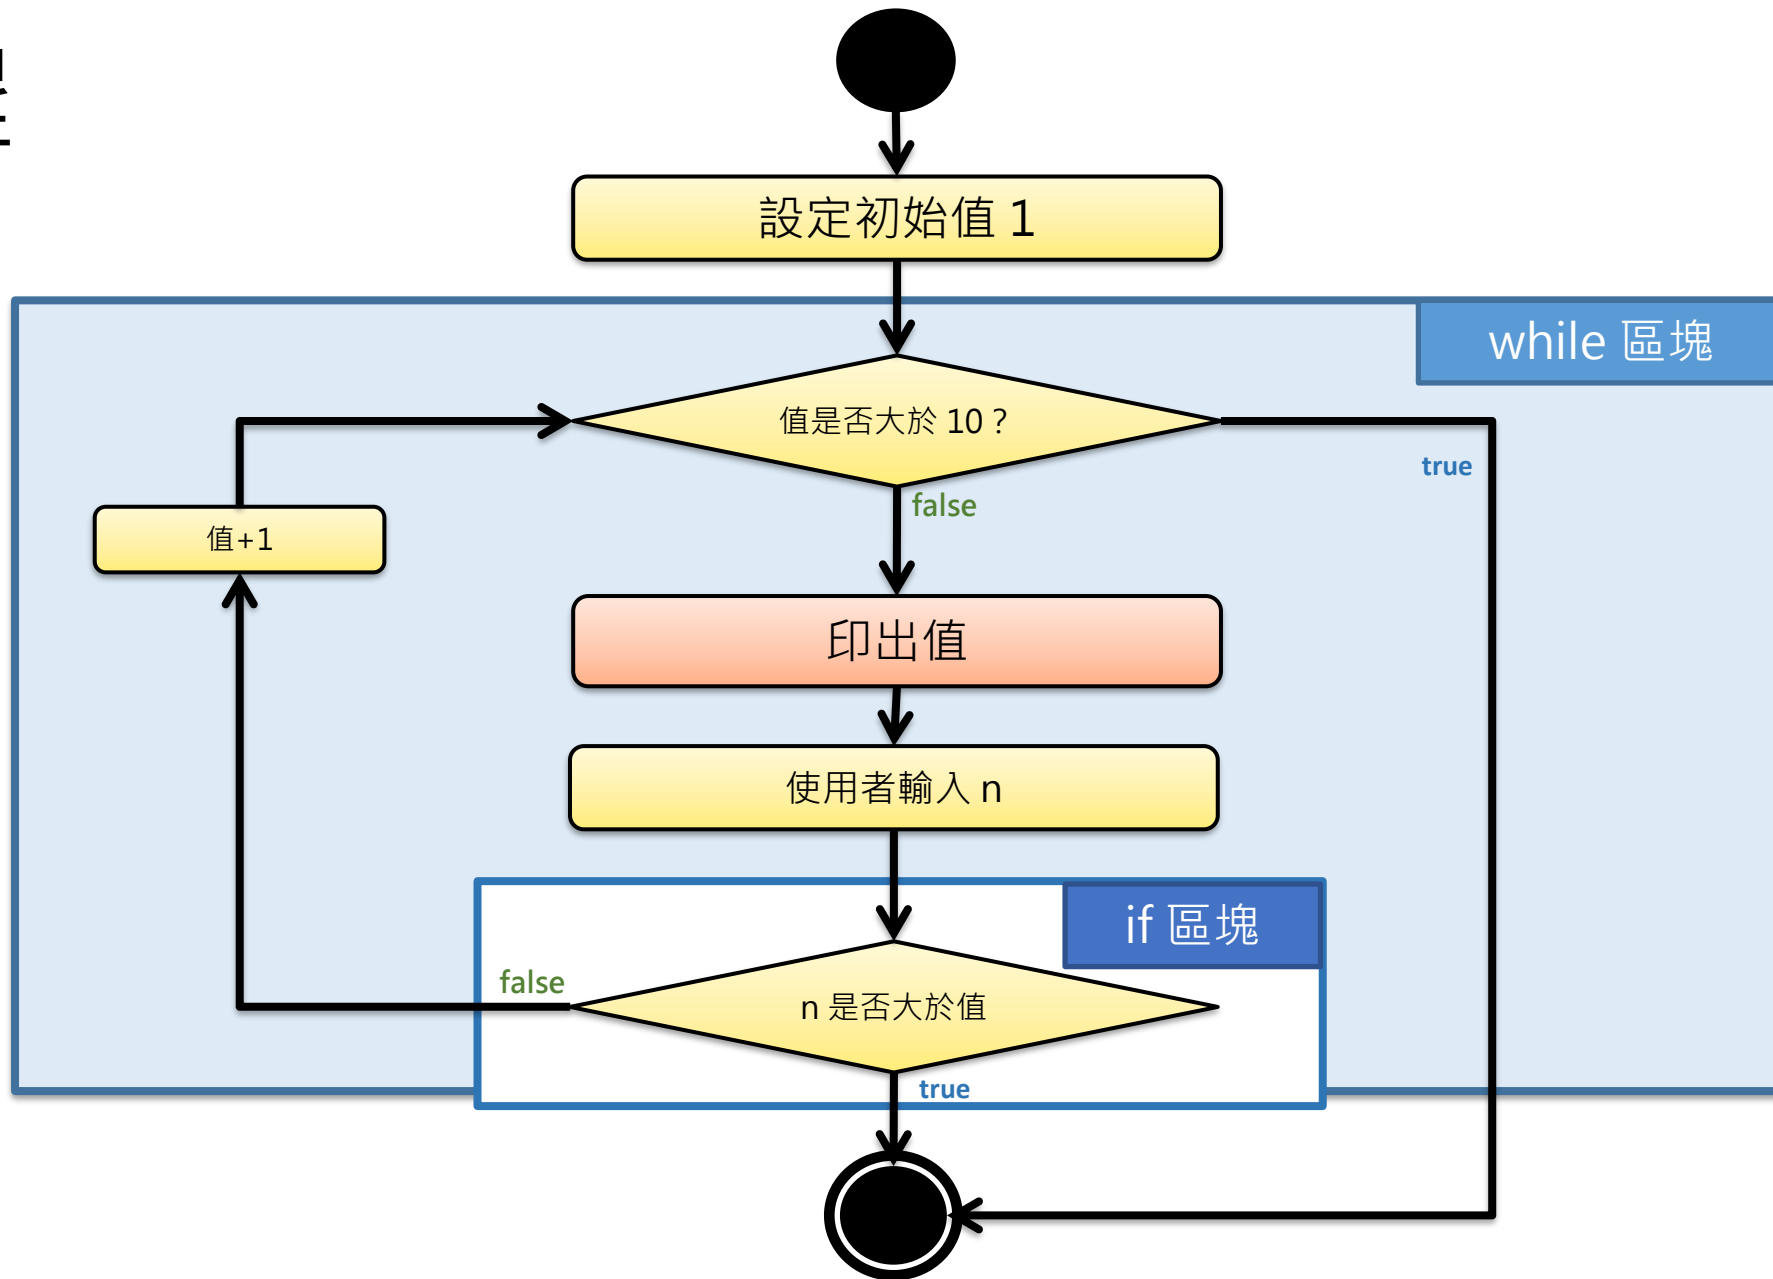 設定初始值 1
while 區塊
值是否大於 10？
true
false
值+1
印出值
使用者輸入 n
if 區塊
false
n 是否大於值
true